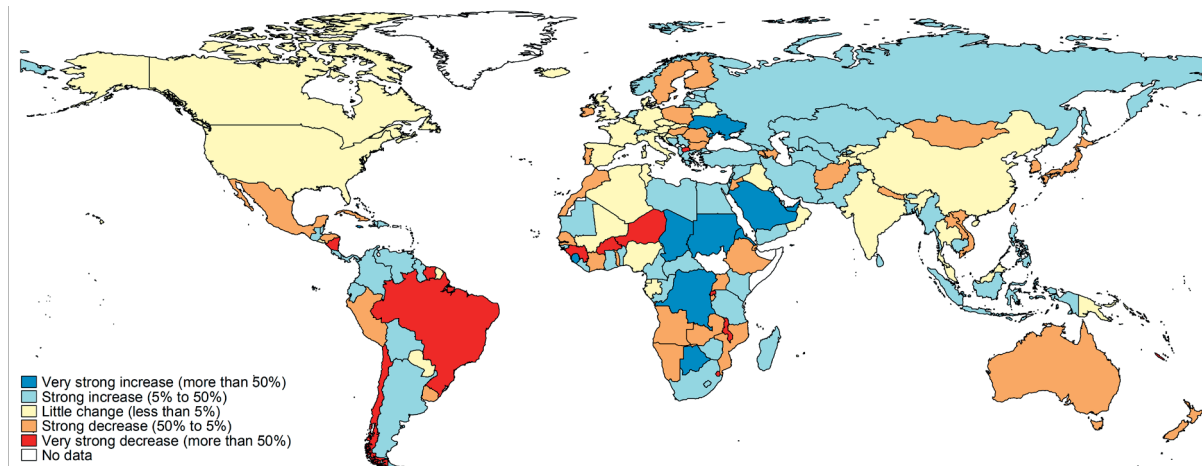 Very strong increase (more than 50%)
Strong increase (5% to 50%)
Little change (less than 5%)
Strong decrease (50% to 5%)
Very strong decrease (more than 50%)
No data